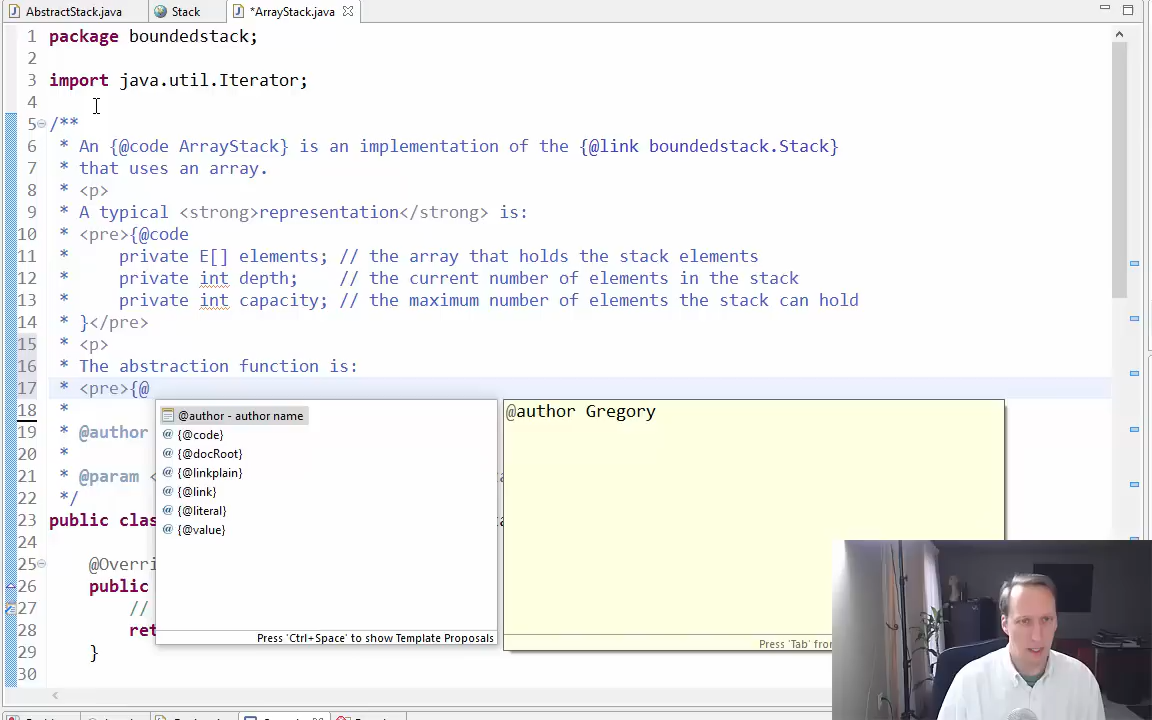 AbstractStack.java
Stack
*ArrayStack.java
1 package boundedstack;
2
3 import java.util.Iterator;
4
5 /**
6 * An {@code ArrayStack} is an implementation of the {@link boundedstack.Stack}
7 * that uses an array.
8 * <p>
9 * A typical <strong>representation</strong> is:
10 * <pre>{@code
11 * private E[] elements; // the array that holds the stack elements
12 * private int depth; // the current number of elements in the stack
13 * private int capacity; // the maximum number of elements the stack can hold
14 * }</pre>
15 * <p>
16 * The abstraction function is:
17 * <pre>{@
18 *
19 * @author
20 *
21 * @param <
22 */
23 public clas
24
25 @Overri
26 public
27 //
28 ret
29 }
30
@author - author name
{@code}
{@docRoot}
{@linkplain}
{@link}
{@literal}
{@value}
Press 'Ctrl+Space' to show Template Proposals
@author Gregory
Press 'Tab' from